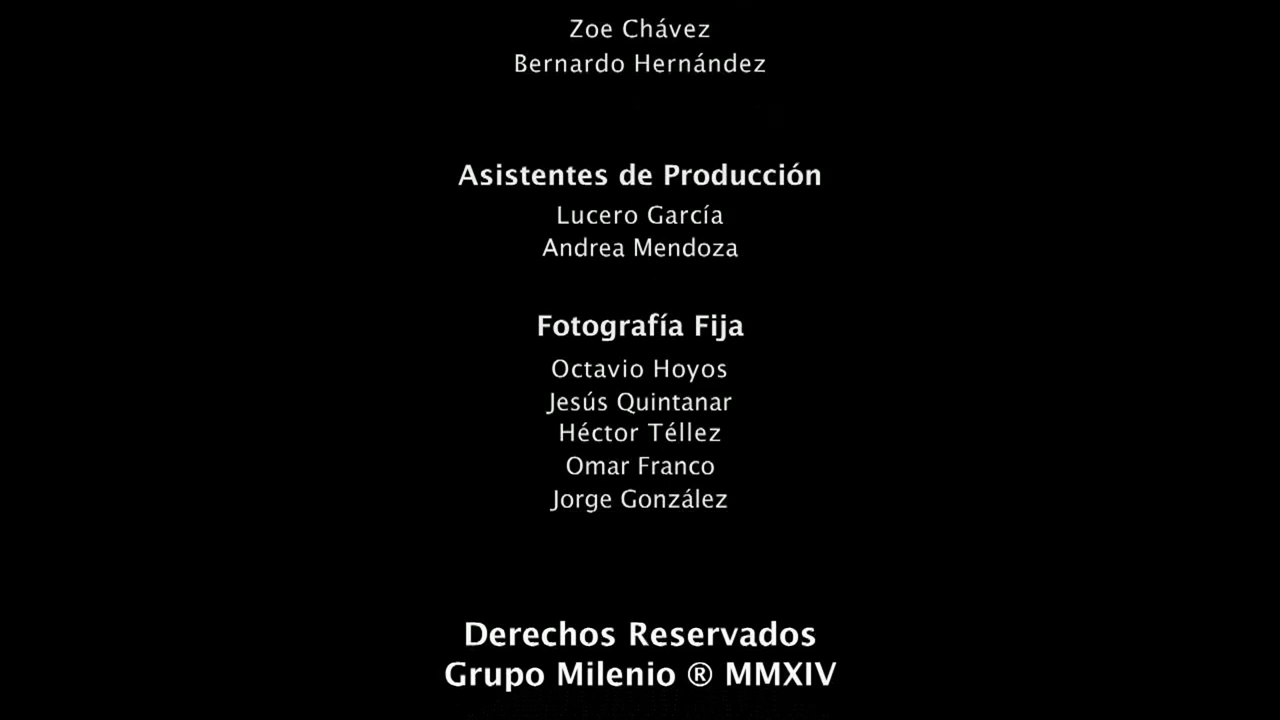 Zoe Chávez
Bernardo Hernández
Asistentes de Producción
Lucero García
Andrea Mendoza
Fotografía Fija
Octavio Hoyos
Jesús Quintanar
Héctor Téllez
Omar Franco
Jorge González
Derechos Reservados
Grupo Milenio ® MMXIV